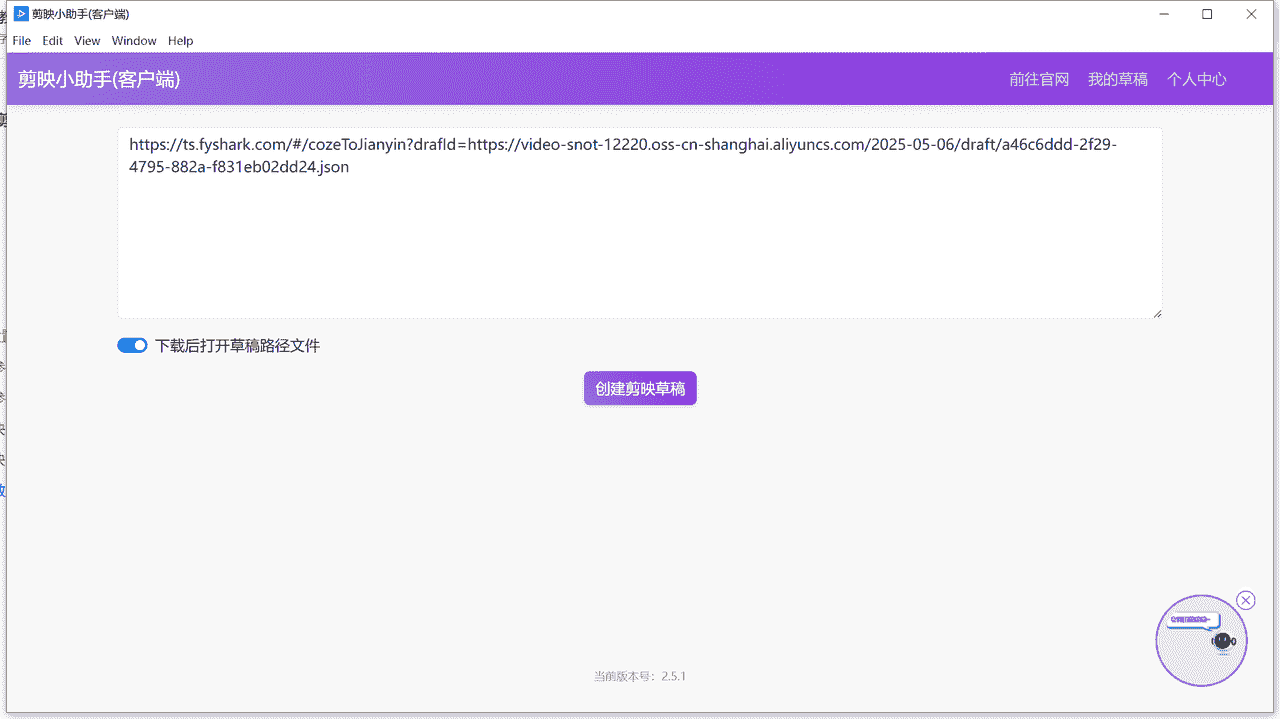 剪映小助手(客户端)
File Edit View Window Help
剪映小助手(客户端)
前往官网 我的草稿 个人中心
https://ts.fyshark.com/#/cozeToJianyin?drafId=https://video-snot-12220.oss-cn-shanghai.aliyuncs.com/2025-05-06/draft/a46c6ddd-2f29-
4795-882a-f831eb02dd24.json
下载后打开草稿路径文件
创建剪映草稿
当前版本号：2.5.1